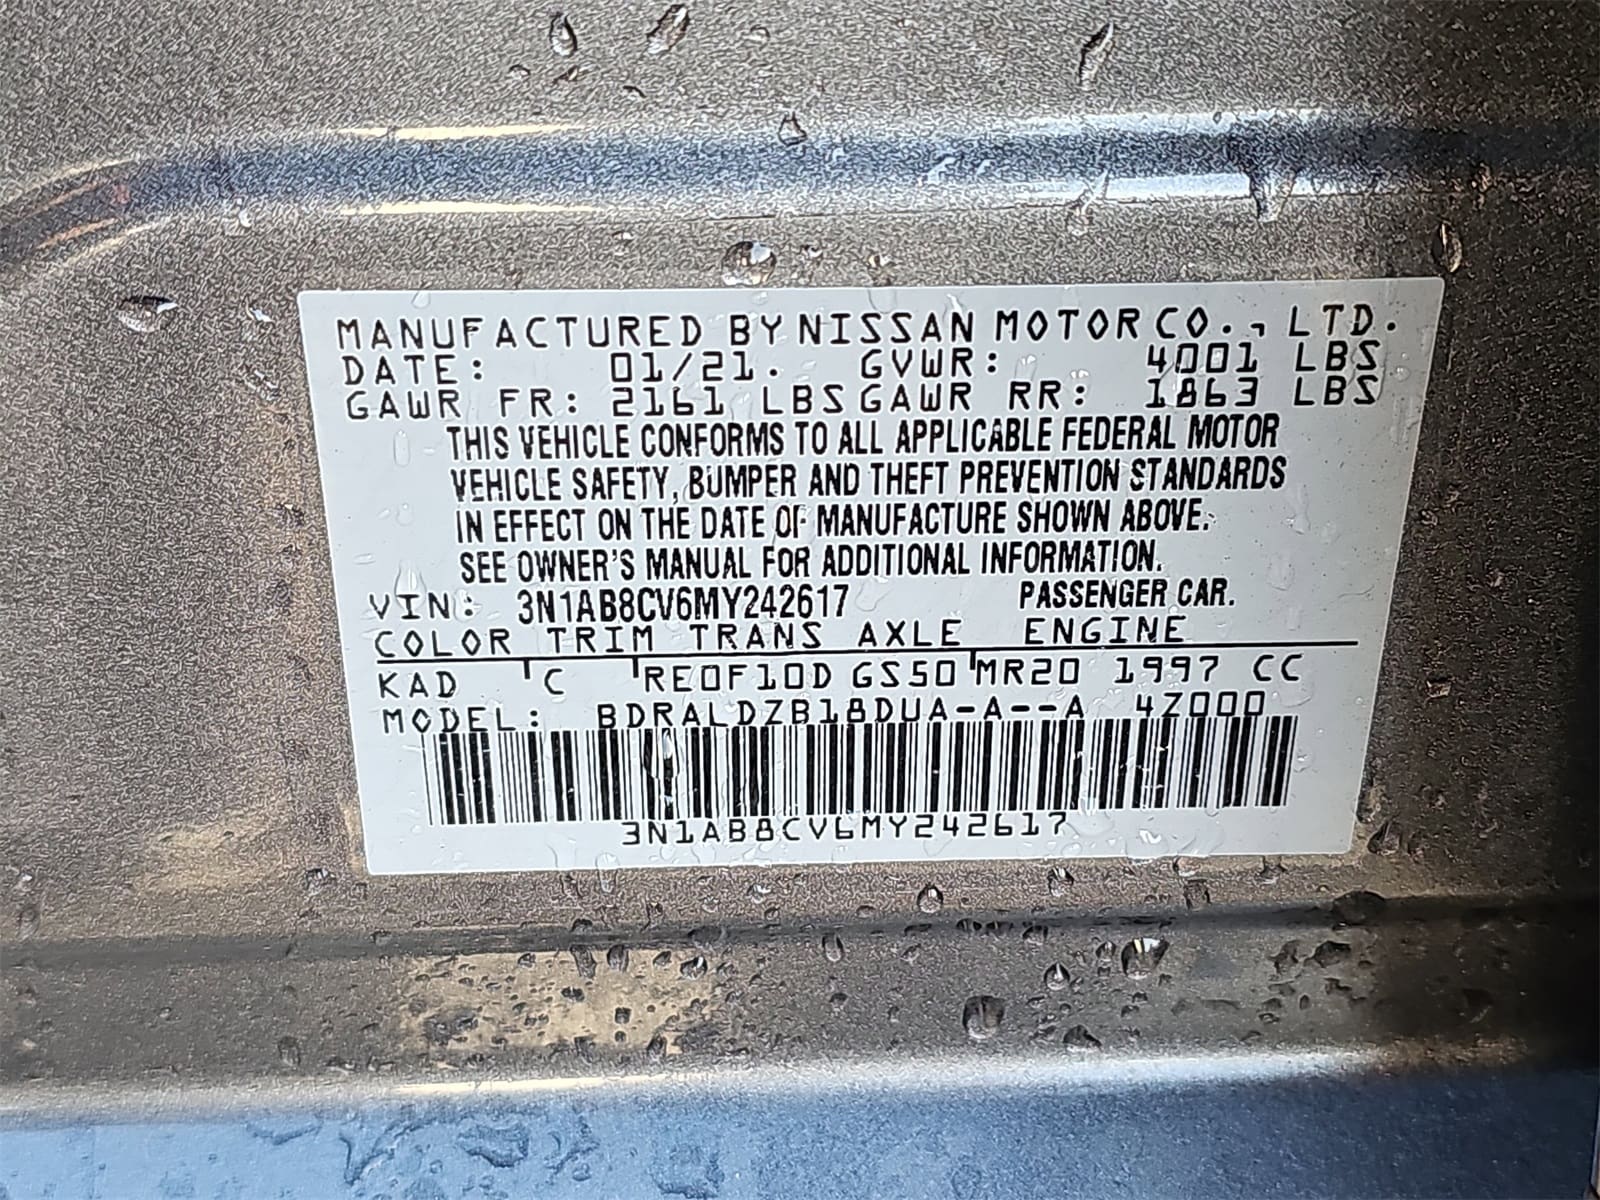 MANUFACTURED BY NISSAN MOTOR CO., LTD.
DATE: 01/21. GVWR: 4001 LBS
GAWR FR: 2161 LBS GAWR RR: 1863 LBS
THIS VEHICLE CONFORMS TO ALL APPLICABLE FEDERAL MOTOR
VEHICLE SAFETY, BUMPER AND THEFT PREVENTION STANDARDS
IN EFFECT ON THE DATE OF MANUFACTURE SHOWN ABOVE.
SEE OWNER'S MANUAL FOR ADDITIONAL INFORMATION.
VIN: 3N1AB8CV6MY242617 PASSENGER CAR.
COLOR TRIM TRANS AXLE ENGINE
KAD C RE0F10D GS50 MR20 1997 CC
MODEL: BDRALDZB18DUA-A--A 4Z000
3N1AB8CV6MY242617